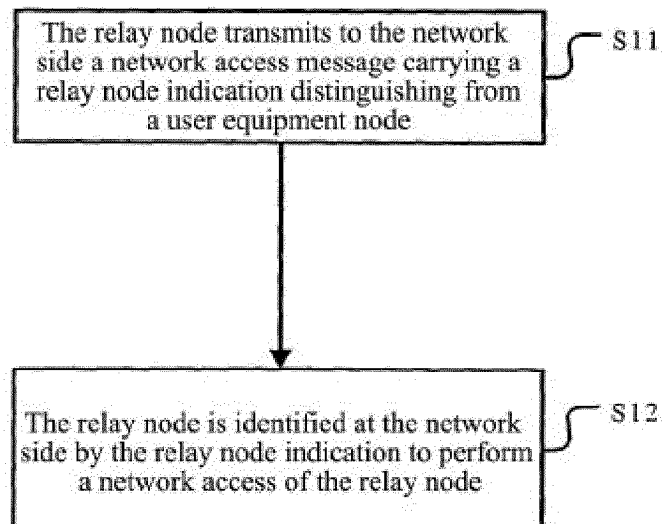 The relay node transmits to the network
side a network access message carrying a
relay node indication distinguishing from
a user equipment node
S11
The relay node is identified at the network
side by the relay node indication to perform
a network access of the relay node
S12